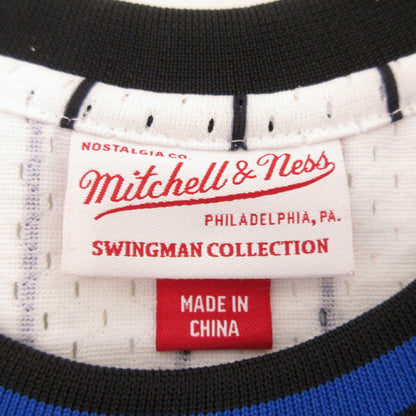 NOSTALGIA CO.
Mitchell & Ness
PHILADELPHIA, PA.
SWINGMAN COLLECTION
MADE IN
CHINA